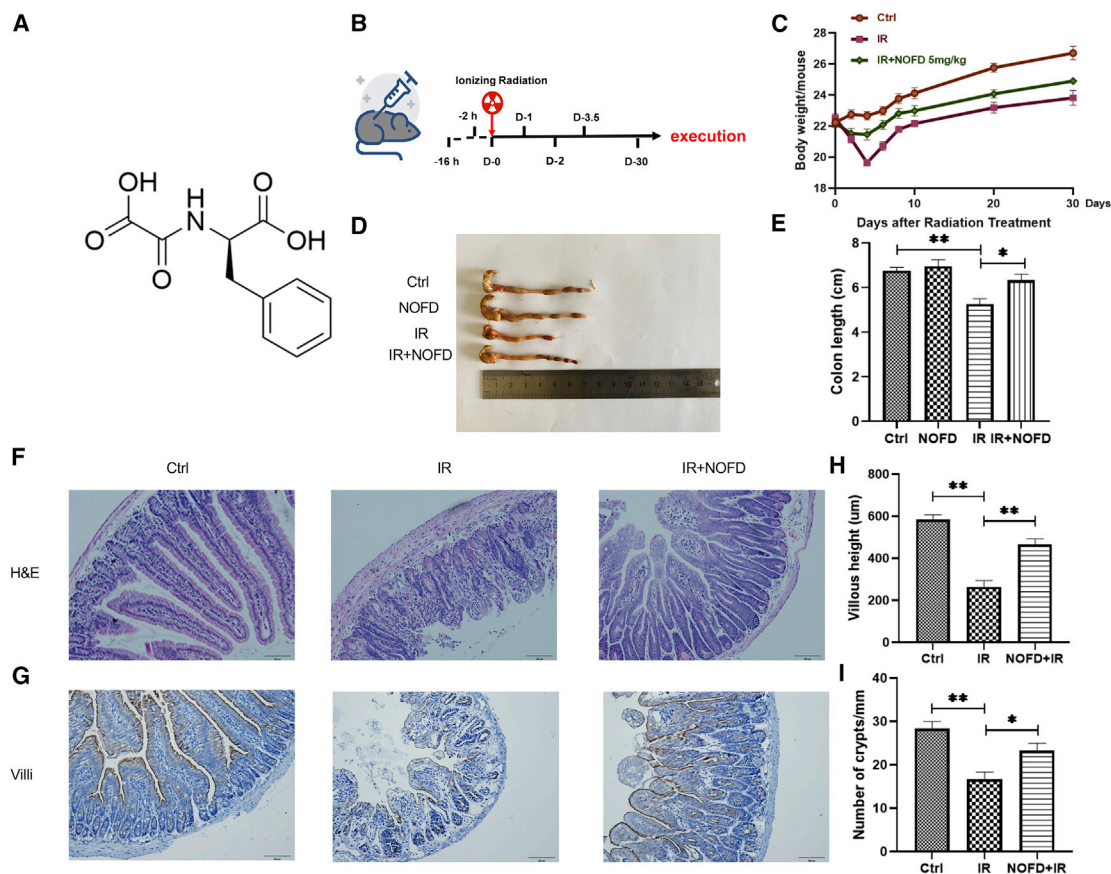 A
OH
O
O
H
N
O
OH
B
Ionizing Radiation
-2 h
D-1
D-3.5
execution
-16 h
D-0
D-2
D-30
C
Ctrl
IR
IR+NOFD 5mg/kg
Body weight/mouse
28
26
24
22
20
18
0
10
20
30
Days
Days after Radiation Treatment
D
Ctrl
NOFD
IR
IR+NOFD
E
**
*
Colon length (cm)
8
6
4
2
0
Ctrl
NOFD
IR
IR+NOFD
F
Ctrl
IR
IR+NOFD
H&E
G
Villi
H
**
**
Villous height (um)
800
600
400
200
0
Ctrl
IR
NOFD+IR
I
**
*
Number of crypts/mm
40
30
20
10
0
Ctrl
IR
NOFD+IR